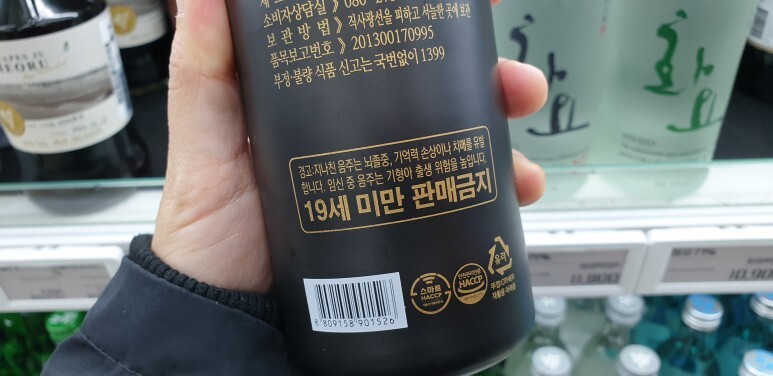 소비자상담실 》 080
보 관 방 법 》 직사광선을 피하고 서늘한 곳에 보관
품목보고번호 》 201300170995
부정·불량 식품 신고는 국번없이 1399
경고:지나친 음주는 뇌졸중, 기억력 손상이나 치매를 유발
합니다. 임신 중 음주는 기형아 출생 위험을 높입니다.
19세 미만 판매금지
8 809158 901526
스마트
HACCP
HACCP
유리
화요
11,800
10,90